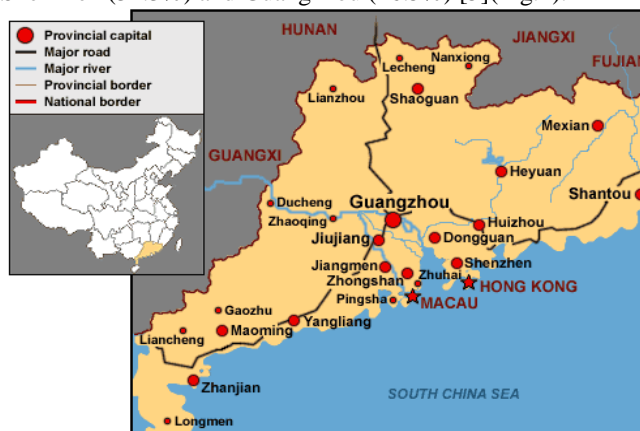 HUNAN
JIANGXI
FUJIAN
Provincial capital
Major road
Major river
Provincial border
National border
Lecheng
Nanxiong
Lianzhou
Shaoguan
Mexian
GUANGXI
Heyuan
Ducheng
Guangzhou
Shantou
Zhaoqing
Huizhou
Jiujiang
Dongguan
Jiangmen
Shenzhen
Zhongshan
Zhuhai
HONG KONG
Pingsha
MACAU
Gaozhu
Yangliang
Maoming
Liancheng
Zhanjian
SOUTH CHINA SEA
Longmen